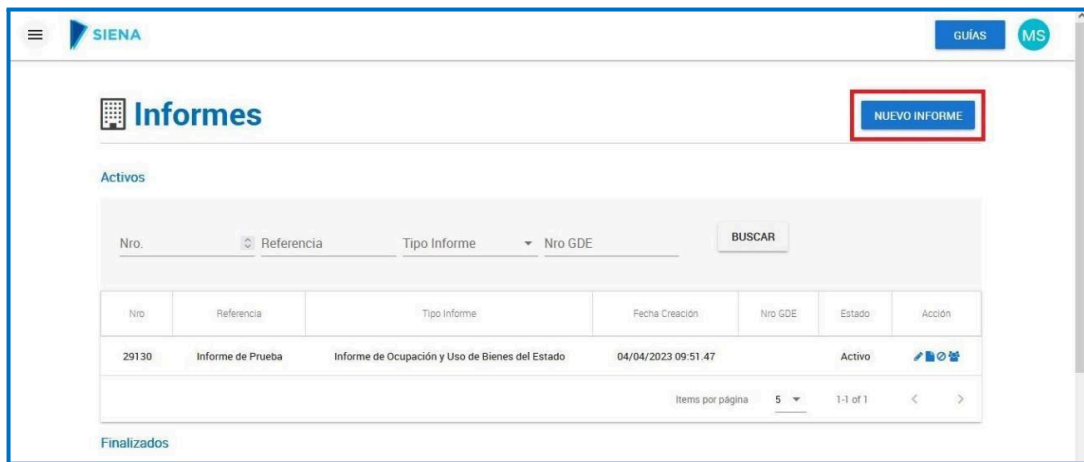 SIENA
GUÍAS
MS
Informes
NUEVO INFORME
Activos
Nro. Referencia Tipo Informe Nro GDE BUSCAR
Nro Referencia Tipo Informe Fecha Creación Nro GDE Estado Acción
29130 Informe de Prueba Informe de Ocupación y Uso de Bienes del Estado 04/04/2023 09:51.47 Activo
Items por página 5 1-1 of 1
Finalizados